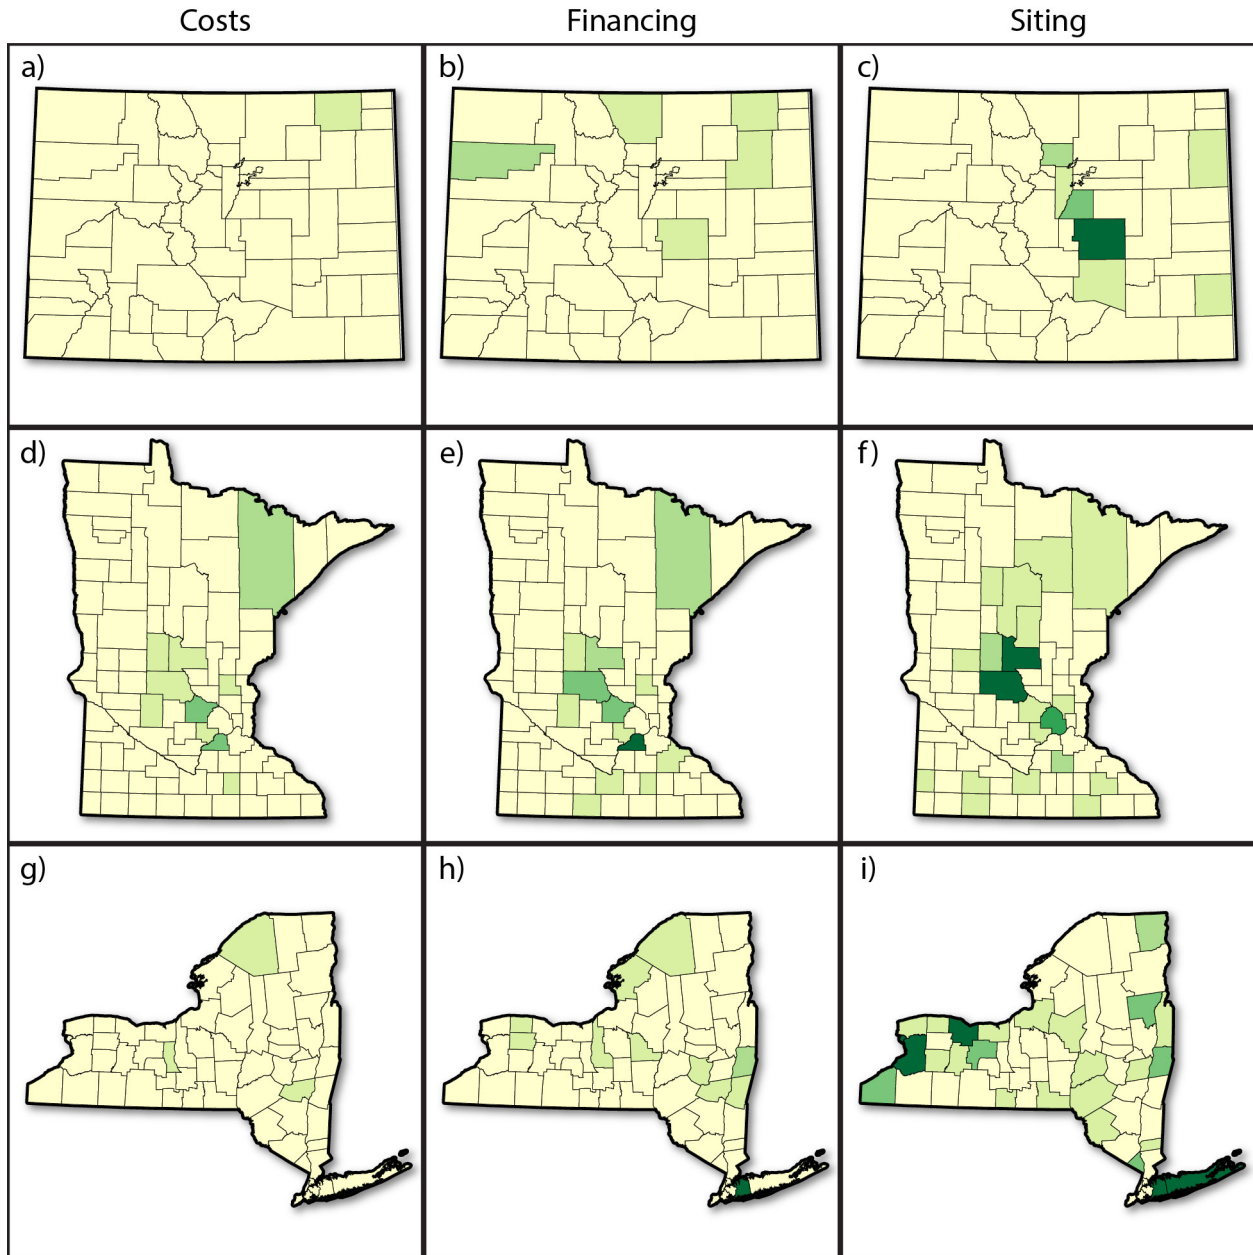 Costs Financing Siting
a) b) c)
d) e) f)
g) h) i)